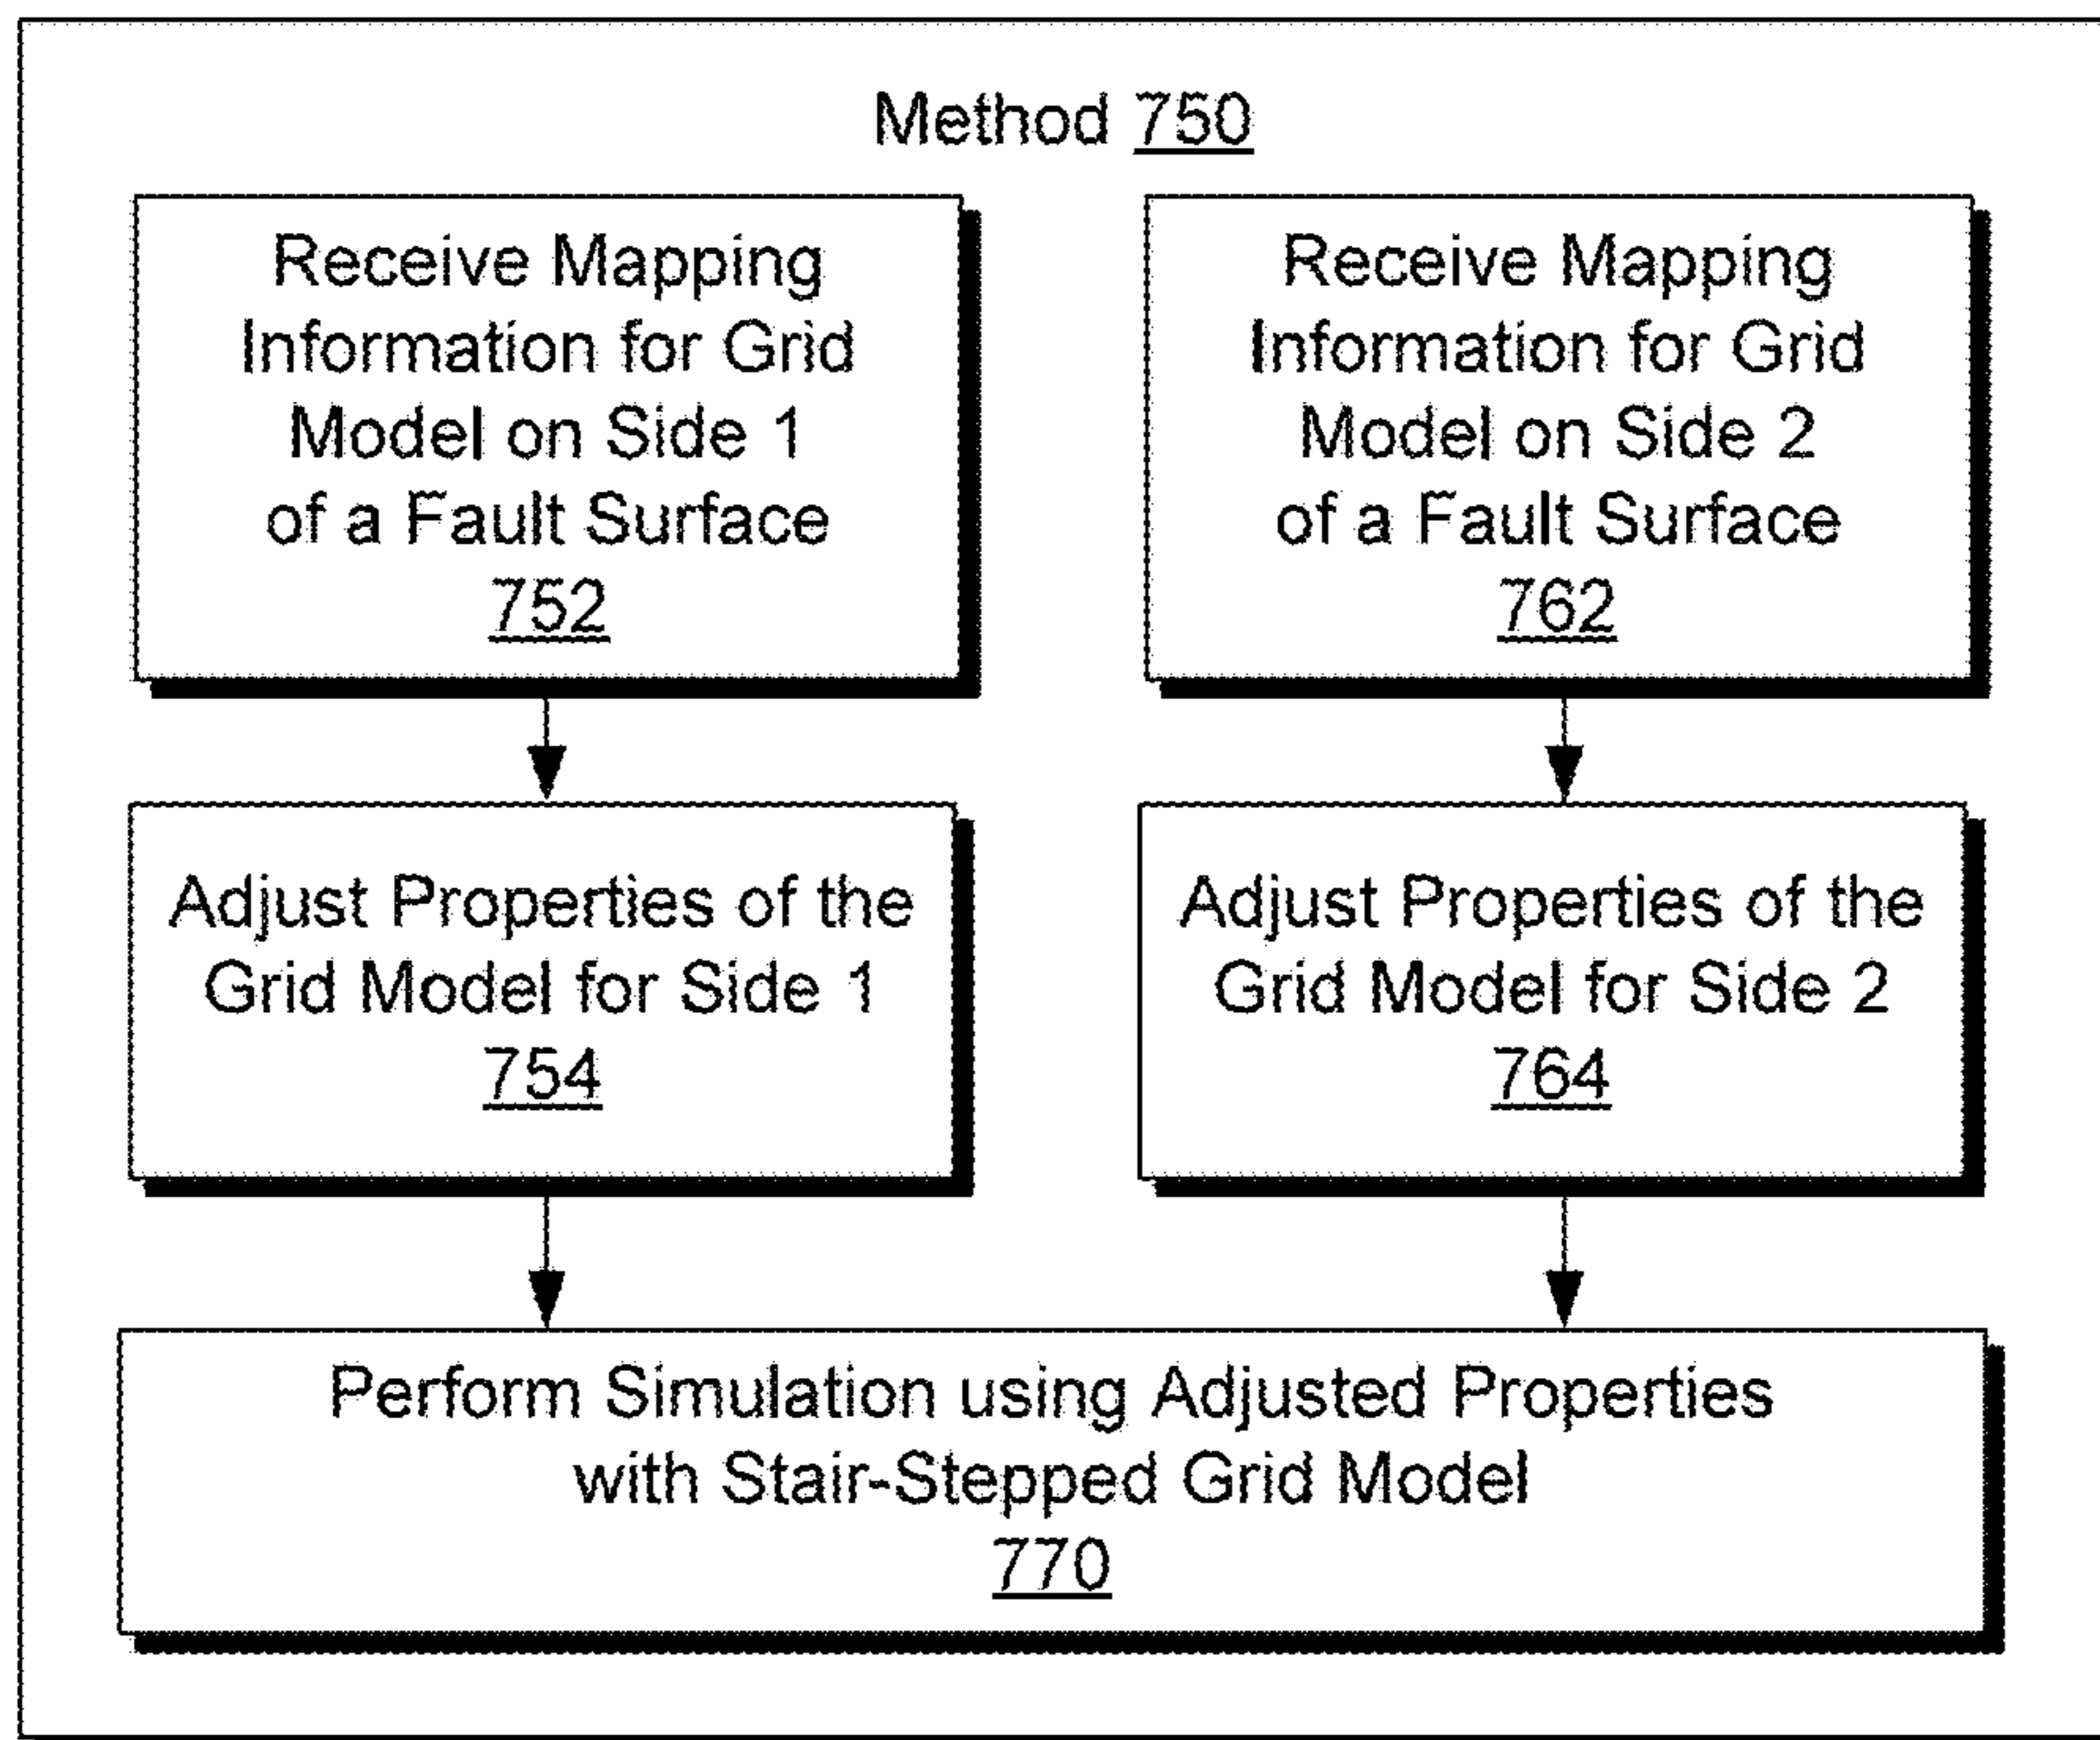 Method 750
Receive Mapping
Information for Grid
Model on Side 1
of a Fault Surface
752
Receive Mapping
Information for Grid
Model on Side 2
of a Fault Surface
762
Adjust Properties of the
Grid Model for Side 1
754
Adjust Properties of the
Grid Model for Side 2
764
Perform Simulation using Adjusted Properties
with Stair-Stepped Grid Model
770